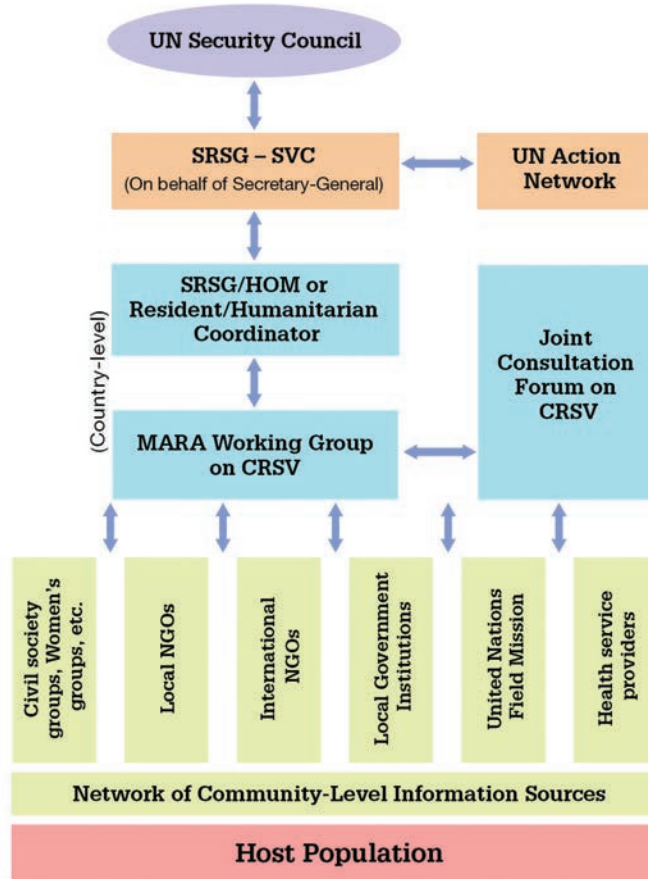 UN Security Council
SRSG – SVC
(On behalf of Secretary-General)
UN Action
Network
SRSG/HOM or
Resident/Humanitarian
Coordinator
(Country-level)
Joint
Consultation
Forum on
CRSV
MARA Working Group
on CRSV
Civil society
groups, Women's
groups, etc.
Local NGOs
International
NGOs
Local Government
Institutions
United Nations
Field Mission
Health service
providers
Network of Community-Level Information Sources
Host Population